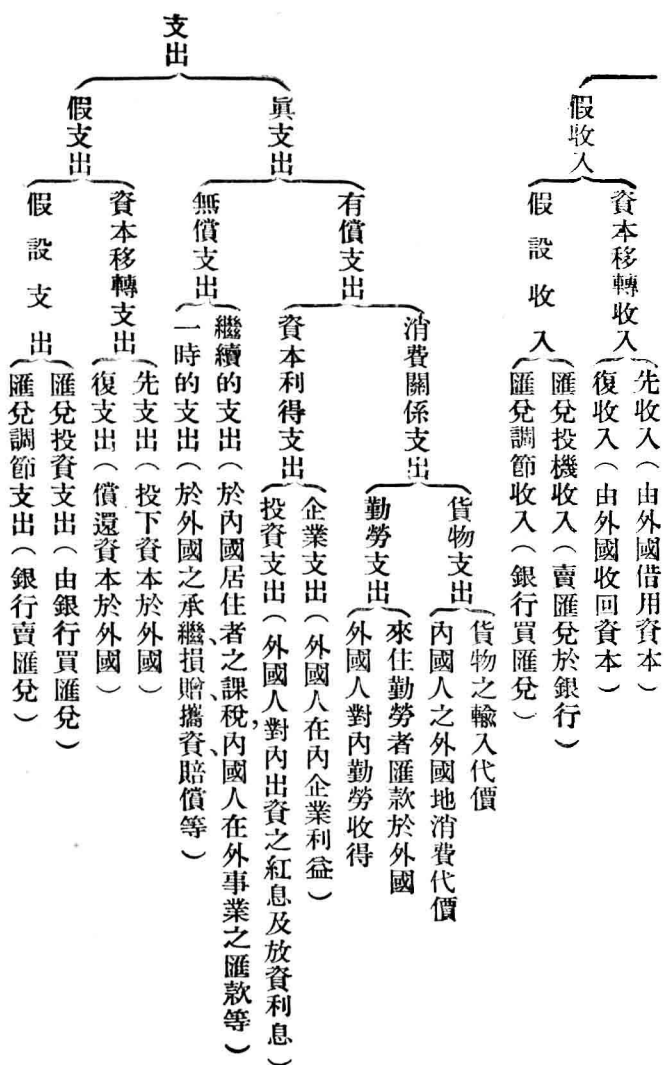 假收入
資本移轉收入
先收入（由外國借用資本）
復收入（由外國收回資本）
假設收入
匯兌投機收入（賣匯兌於銀行）
匯兌調節收入（銀行買匯兌）
支出
眞支出
有償支出
消費關係支出
貨物支出
貨物之輸入代價
內國人之外國地消費代價
勤勞支出
來住勤勞者匯款於外國
外國人對內勤勞收得
資本利得支出
企業支出（外國人在內企業利益）
投資支出（外國人對內出資之紅息及放資利息）
無償支出
繼續的支出（於內國居住者之課稅，內國人在外事業之匯款等）
一時的支出（於外國之承繼、損贈、攜資賠償等）
假支出
資本移轉支出
先支出（投下資本於外國）
復支出（償還資本於外國）
假設支出
匯兌投資支出（由銀行買匯兌）
匯兌調節支出（銀行賣匯兌）